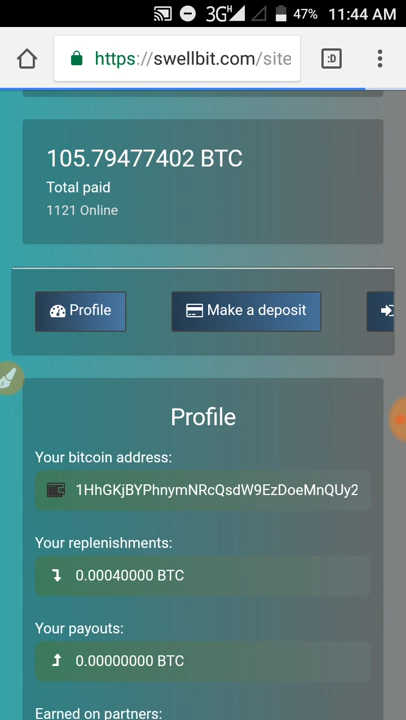 3G H 47% 11:44 AM
https://swellbit.com/site :D
105.79477402 BTC
Total paid
1121 Online
Profile Make a deposit
Profile
Your bitcoin address:
1HhGKjBYPhnymNRcQsdW9EzDoeMnQUy2
Your replenishments:
0.00040000 BTC
Your payouts:
0.00000000 BTC
Earned on partners: